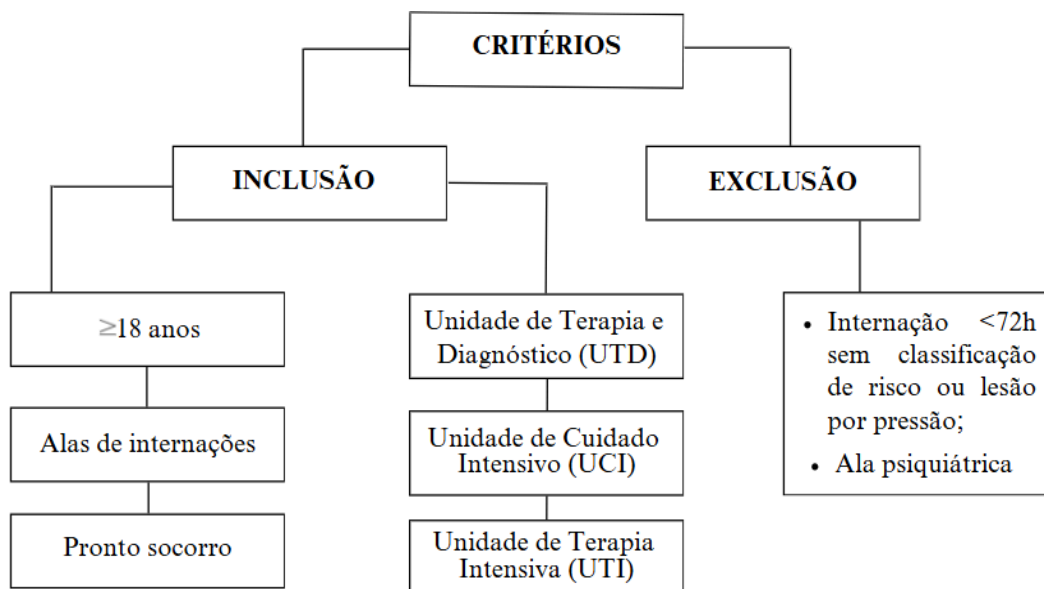 CRITÉRIOS
INCLUSÃO
EXCLUSÃO
≥18 anos
Alas de internações
Pronto socorro
Unidade de Terapia e
Diagnóstico (UTD)
Unidade de Cuidado
Intensivo (UCI)
Unidade de Terapia
Intensiva (UTI)
• Internação <72h
sem classificação
de risco ou lesão
por pressão;
• Ala psiquiátrica